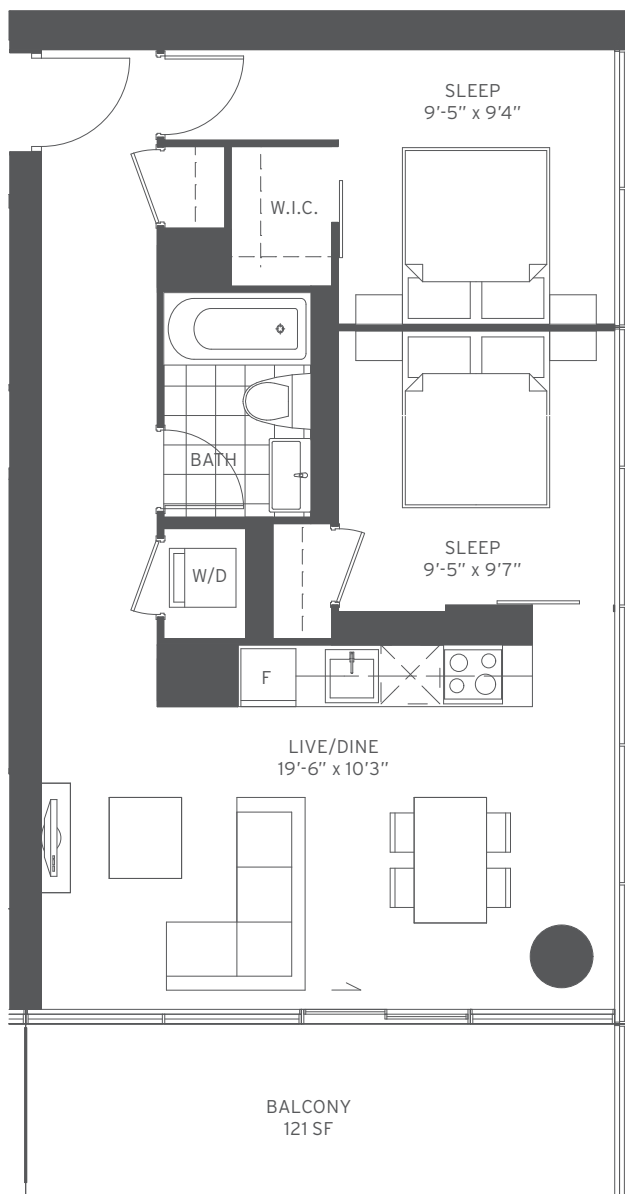 SLEEP
9’-5” x 9’4”
W.I.C.
BATH
SLEEP
9’-5” x 9’7”
W/D
F
LIVE/DINE
19’-6” x 10’3”
BALCONY
121 SF